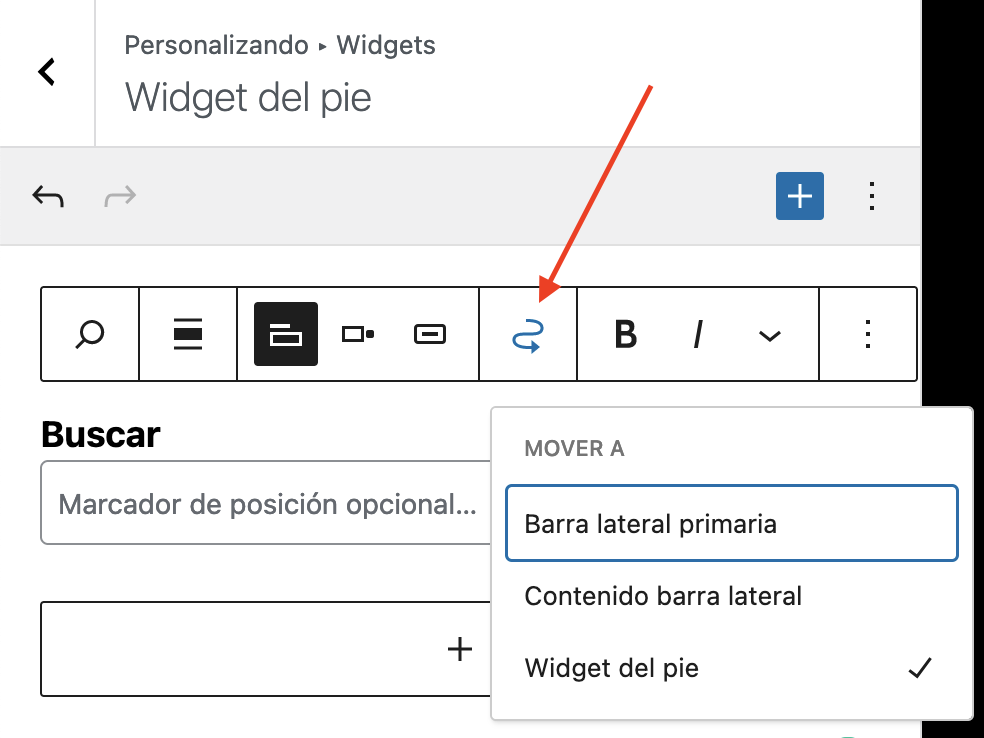 Personalizando ▸ Widgets
Widget del pie
B I
Buscar
Marcador de posición opcional...
MOVER A
Barra lateral primaria
Contenido barra lateral
Widget del pie